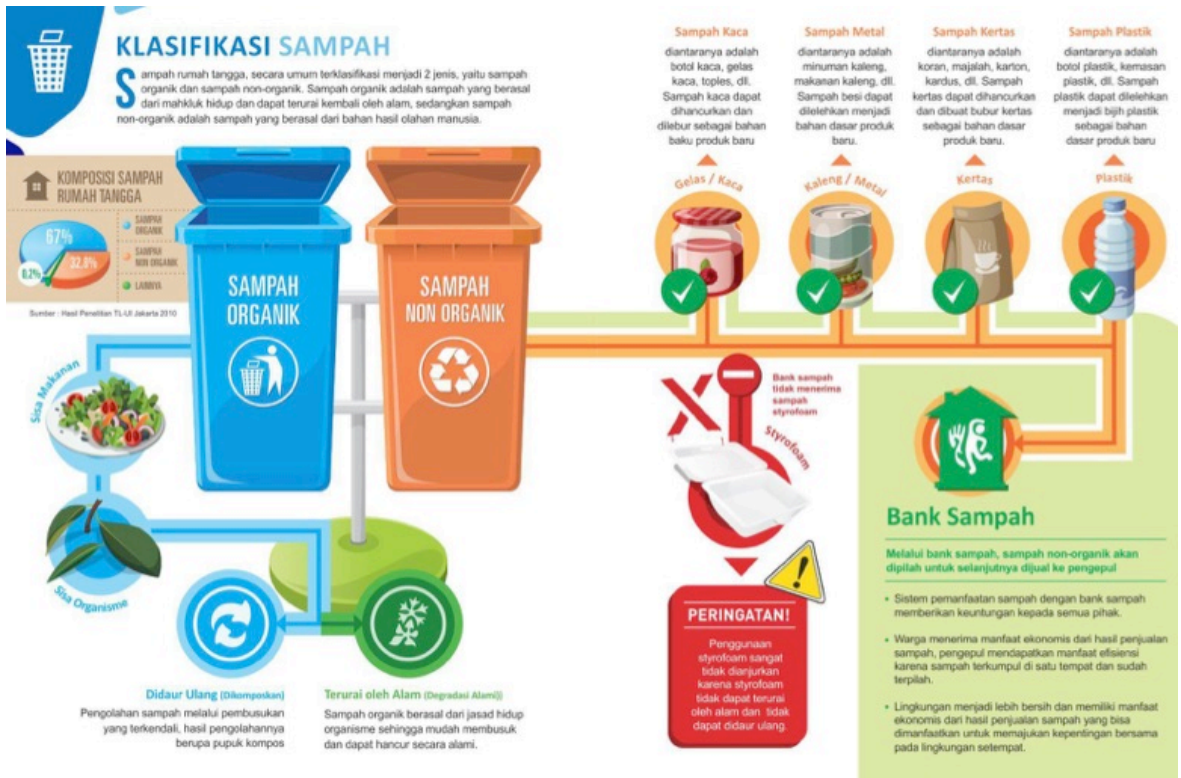 KLASIFIKASI SAMPAH
Sampah rumah tangga, secara umum terklasifikasi menjadi 2 jenis, yaitu sampah
organik dan sampah non-organik. Sampah organik adalah sampah yang berasal
dari mahkluk hidup dan dapat terurai kembali oleh alam, sedangkan sampah
non-organik adalah sampah yang berasal dari bahan hasil olahan manusia.
KOMPOSISI SAMPAH
RUMAH TANGGA
67%
32,8%
0,2%
SAMPAH
ORGANIK
SAMPAH
NON ORGANIK
LAINNYA
Sumber : Hasil Penelitian TL-UI Jakarta 2010
SAMPAH
ORGANIK
SAMPAH
NON ORGANIK
Sisa Makanan
Sisa Organisme
Didaur Ulang (Dikomposkan)
Pengolahan sampah melalui pembusukan
yang terkendali, hasil pengolahannya
berupa pupuk kompos
Terurai oleh Alam (Degradasi Alami))
Sampah organik berasal dari jasad hidup
organisme sehingga mudah membusuk
dan dapat hancur secara alami.
Sampah Kaca
diantaranya adalah
botol kaca, gelas
kaca, toples, dll.
Sampah kaca dapat
dihancurkan dan
dilebur sebagai bahan
baku produk baru
Gelas / Kaca
Sampah Metal
diantaranya adalah
minuman kaleng,
makanan kaleng, dll.
Sampah besi dapat
dilelehkan menjadi
bahan dasar produk
baru.
Kaleng / Metal
Sampah Kertas
diantaranya adalah
koran, majalah, karton,
kardus, dll. Sampah
kertas dapat dihancurkan
dan dibuat bubur kertas
sebagai bahan dasar
produk baru.
Kertas
Sampah Plastik
diantaranya adalah
botol plastik, kemasan
plastik, dll. Sampah
plastik dapat dilelehkan
menjadi bijih plastik
sebagai bahan
dasar produk baru
Plastik
Bank sampah
tidak menerima
sampah
styrofoam
Styrofoam
PERINGATAN!
Penggunaan
styrofoam sangat
tidak dianjurkan
karena styrofoam
tidak dapat terurai
oleh alam dan tidak
dapat didaur ulang.
Bank Sampah
Melalui bank sampah, sampah non-organik akan
dipilah untuk selanjutnya dijual ke pengepul
• Sistem pemanfaatan sampah dengan bank sampah
memberikan keuntungan kepada semua pihak.
• Warga menerima manfaat ekonomis dari hasil penjualan
sampah, pengepul mendapatkan manfaat efisiensi
karena sampah terkumpul di satu tempat dan sudah
terpilah.
• Lingkungan menjadi lebih bersih dan memiliki manfaat
ekonomis dari hasil penjualan sampah yang bisa
dimanfaatkan untuk memajukan kepentingan bersama
pada lingkungan setempat.